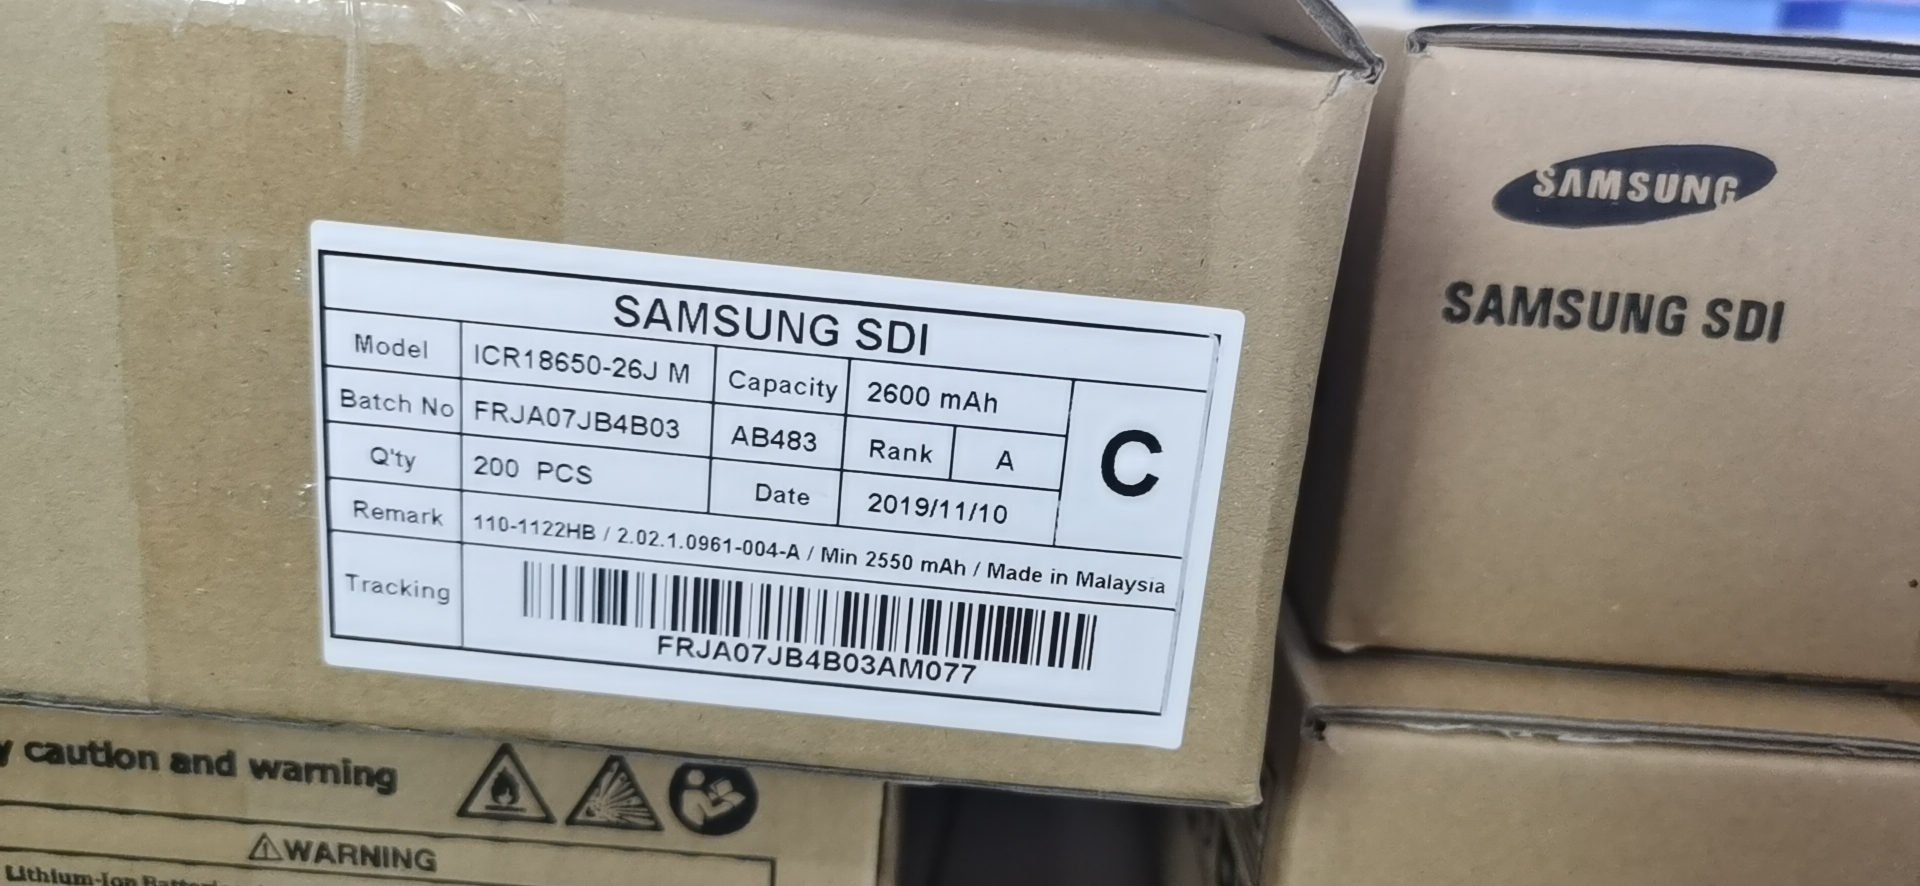 SAMSUNG SDI
Model ICR18650-26J M Capacity 2600 mAh
Batch No FRJA07JB4B03 AB483 Rank A C
Q'ty 200 PCS Date 2019/11/10
Remark 110-1122HB / 2.02.1.0961-004-A / Min 2550 mAh / Made in Malaysia
Tracking
FRJA07JB4B03AM077
SAMSUNG
SAMSUNG SDI
caution and warning
WARNING
Lithium-Ion